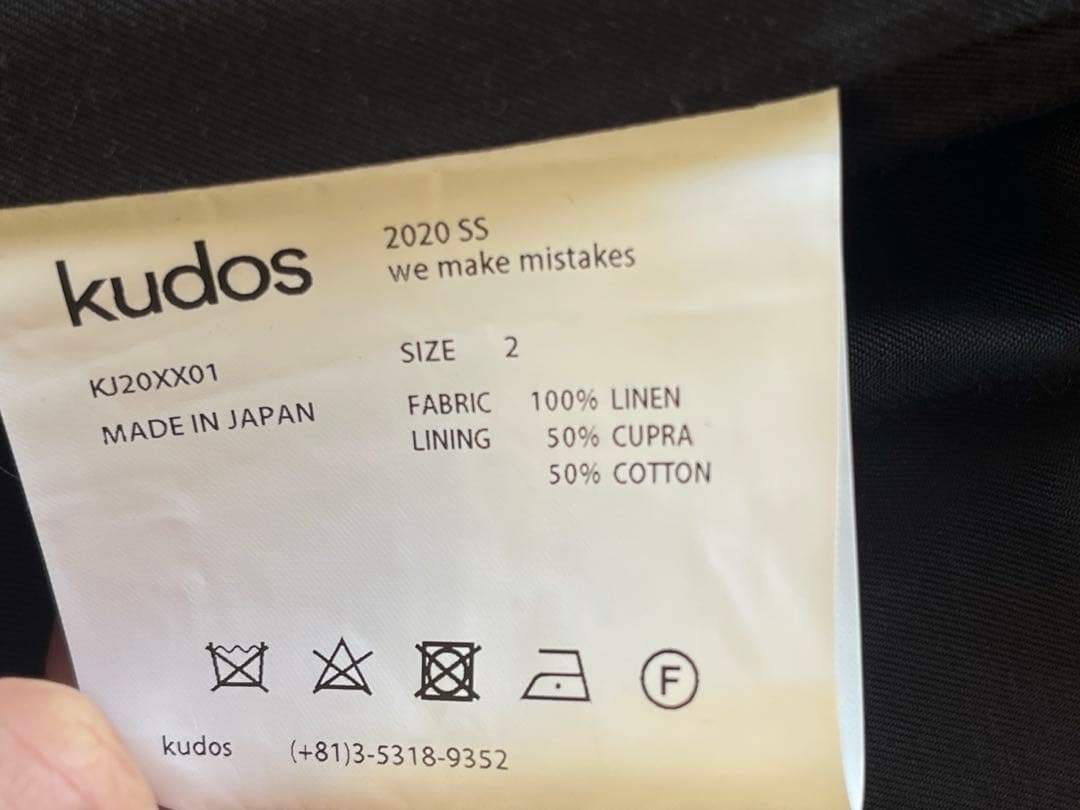 kudos
2020 SS
we make mistakes
KJ20XX01
MADE IN JAPAN
SIZE 2
FABRIC 100% LINEN
LINING 50% CUPRA
50% COTTON
F
kudos (+81)3-5318-9352